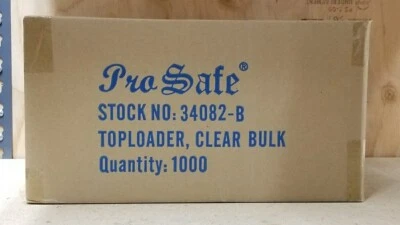 Pro Safe®
STOCK NO: 34082-B
TOPLOADER, CLEAR BULK
Quantity: 1000